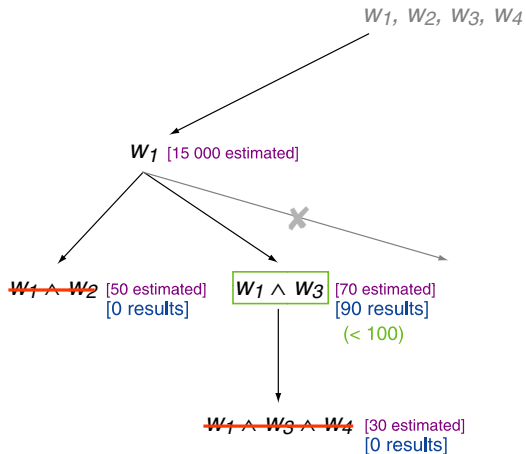 w1, w2, w3, w4
w1 [15 000 estimated]
w1 ∧ w2 [50 estimated]
[0 results]
w1 ∧ w3 [70 estimated]
[90 results]
(< 100)
w1 ∧ w3 ∧ w4 [30 estimated]
[0 results]